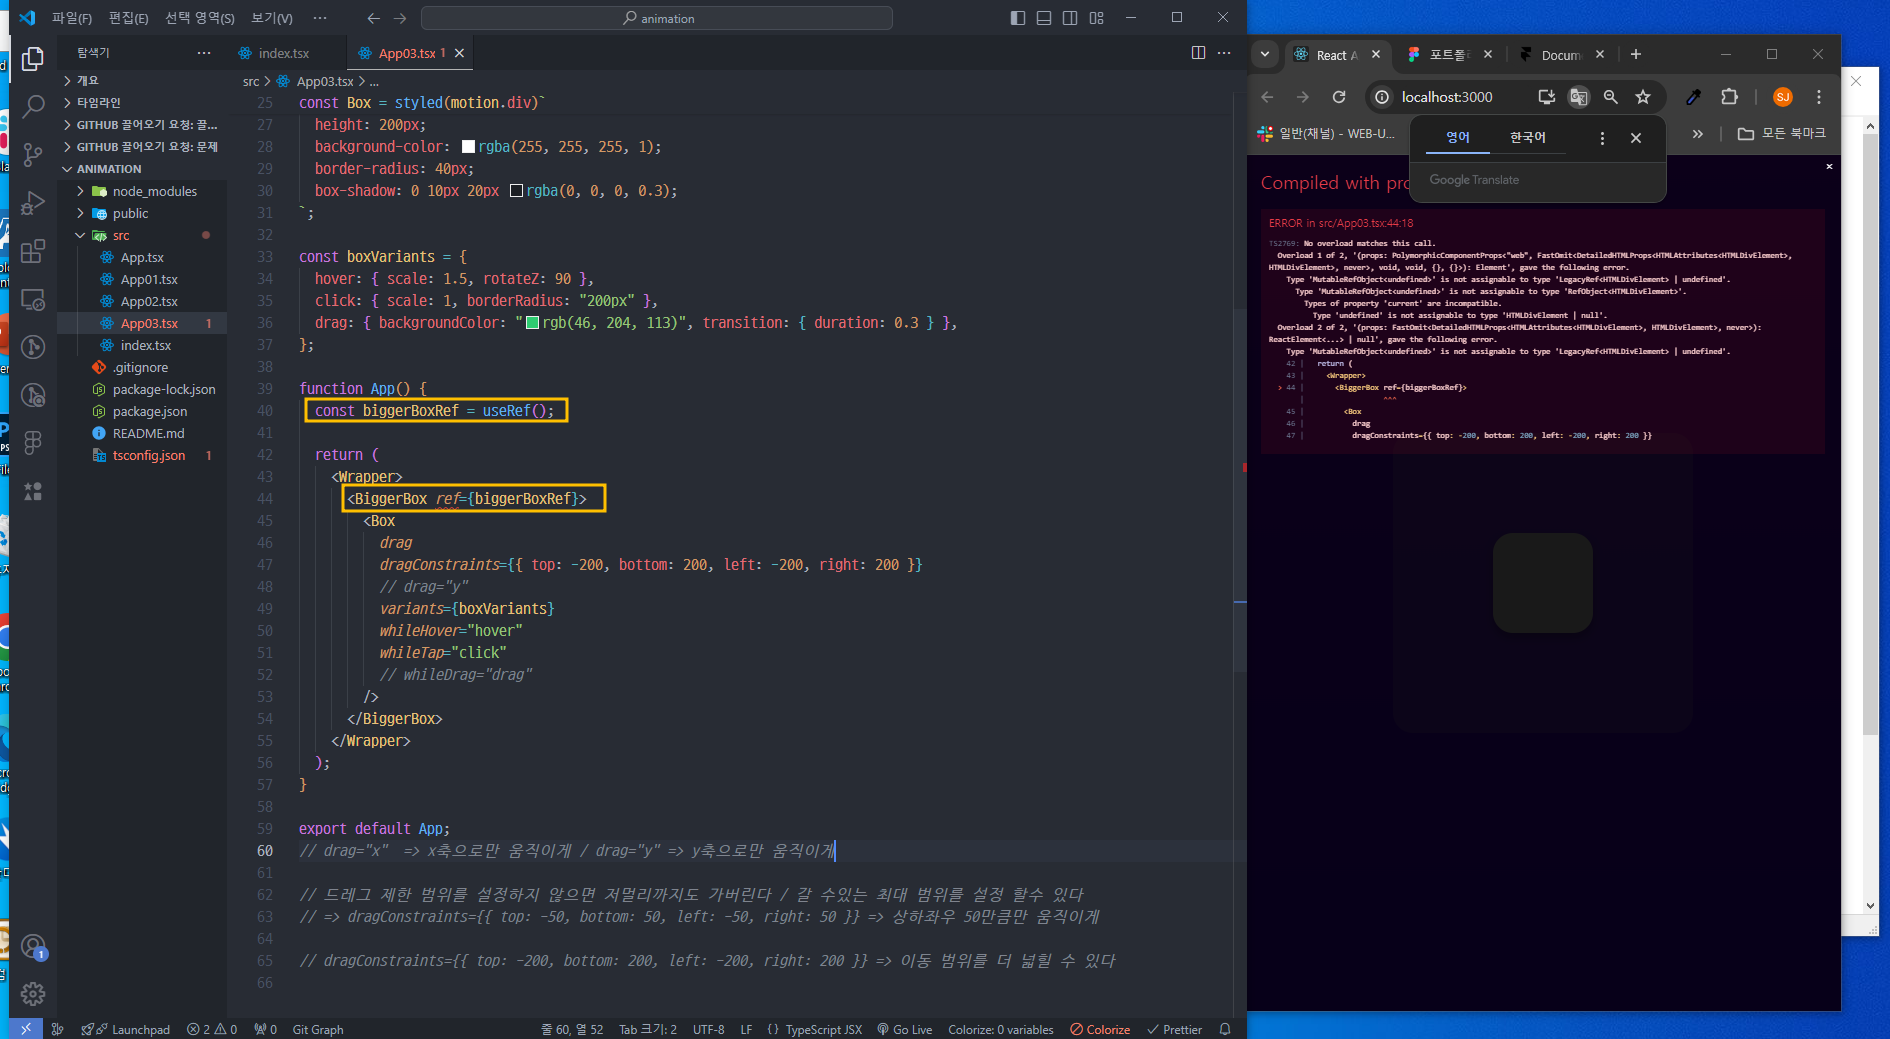 파일(F) 편집(E) 선택 영역(S) 보기(V) ··· animation
탐색기 ···
개요
타임라인
GITHUB 끌어오기 요청: 끌...
GITHUB 끌어오기 요청: 문제
ANIMATION
node_modules
public
src
App.tsx
App01.tsx
App02.tsx
App03.tsx 1
index.tsx
.gitignore
package-lock.json
package.json
README.md
tsconfig.json 1
index.tsx App03.tsx 1
src > App03.tsx > ...
25 const Box = styled(motion.div)`
27 height: 200px;
28 background-color: rgba(255, 255, 255, 1);
29 border-radius: 40px;
30 box-shadow: 0 10px 20px rgba(0, 0, 0, 0.3);
31 `;
32
33 const boxVariants = {
34 hover: { scale: 1.5, rotateZ: 90 },
35 click: { scale: 1, borderRadius: "200px" },
36 drag: { backgroundColor: "rgb(46, 204, 113)", transition: { duration: 0.3 } },
37 };
38
39 function App() {
40 const biggerBoxRef = useRef();
41
42 return (
43 <Wrapper>
44 <BiggerBox ref={biggerBoxRef}>
45 <Box
46 drag
47 dragConstraints={{ top: -200, bottom: 200, left: -200, right: 200 }}
48 // drag="y"
49 variants={boxVariants}
50 whileHover="hover"
51 whileTap="click"
52 // whileDrag="drag"
53 />
54 </BiggerBox>
55 </Wrapper>
56 );
57 }
58
59 export default App;
60 // drag="x" => x축으로만 움직이게 / drag="y" => y축으로만 움직이게
61
62 // 드레그 제한 범위를 설정하지 않으면 저멀리까지도 가버린다 / 갈 수있는 최대 범위를 설정 할수 있다
63 // => dragConstraints={{ top: -50, bottom: 50, left: -50, right: 50 }} => 상하좌우 50만큼만 움직이게
64
65 // dragConstraints={{ top: -200, bottom: 200, left: -200, right: 200 }} => 이동 범위를 더 넓힐 수 있다
66
1
Launchpad 2 0 0 Git Graph 줄 60, 열 52 Tab 크기: 2 UTF-8 LF {} TypeScript JSX Go Live Colorize: 0 variables Colorize Prettier
React A 포트폴 Docum
localhost:3000 SJ
일반(채널) - WEB-U... » 모든 북마크
영어 한국어
Google Translate
Compiled with pro
ERROR in src/App03.tsx:44:18
TS2769: No overload matches this call.
Overload 1 of 2, '(props: PolymorphicComponentProps<"web", FastOmit<DetailedHTMLProps<HTMLAttributes<HTMLDivElement>,
HTMLDivElement>, never>, void, void, {}, {}>): Element', gave the following error.
Type 'MutableRefObject<undefined>' is not assignable to type 'LegacyRef<HTMLDivElement> | undefined'.
Type 'MutableRefObject<undefined>' is not assignable to type 'RefObject<HTMLDivElement>'.
Types of property 'current' are incompatible.
Type 'undefined' is not assignable to type 'HTMLDivElement | null'.
Overload 2 of 2, '(props: FastOmit<DetailedHTMLProps<HTMLAttributes<HTMLDivElement>, HTMLDivElement>, never>):
ReactElement<...> | null', gave the following error.
Type 'MutableRefObject<undefined>' is not assignable to type 'LegacyRef<HTMLDivElement> | undefined'.
42 | return (
43 | <Wrapper>
> 44 | <BiggerBox ref={biggerBoxRef}>
| ^^^
45 | <Box
46 | drag
47 | dragConstraints={{ top: -200, bottom: 200, left: -200, right: 200 }}